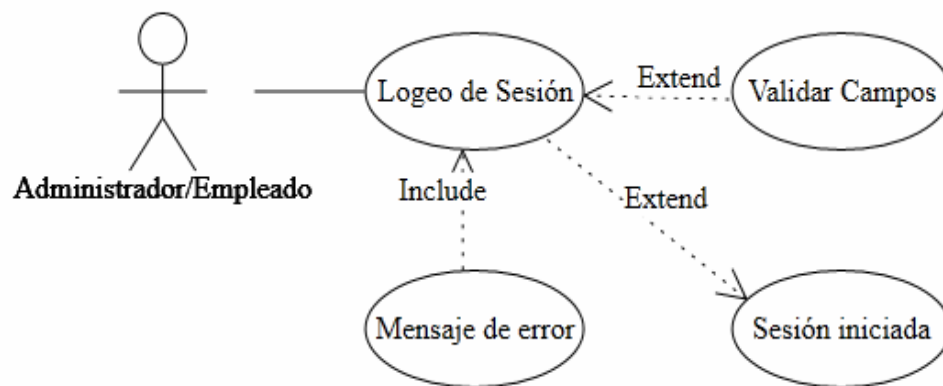 Logeo de Sesión
Extend
Validar Campos
Administrador/Empleado
Include
Extend
Mensaje de error
Sesión iniciada